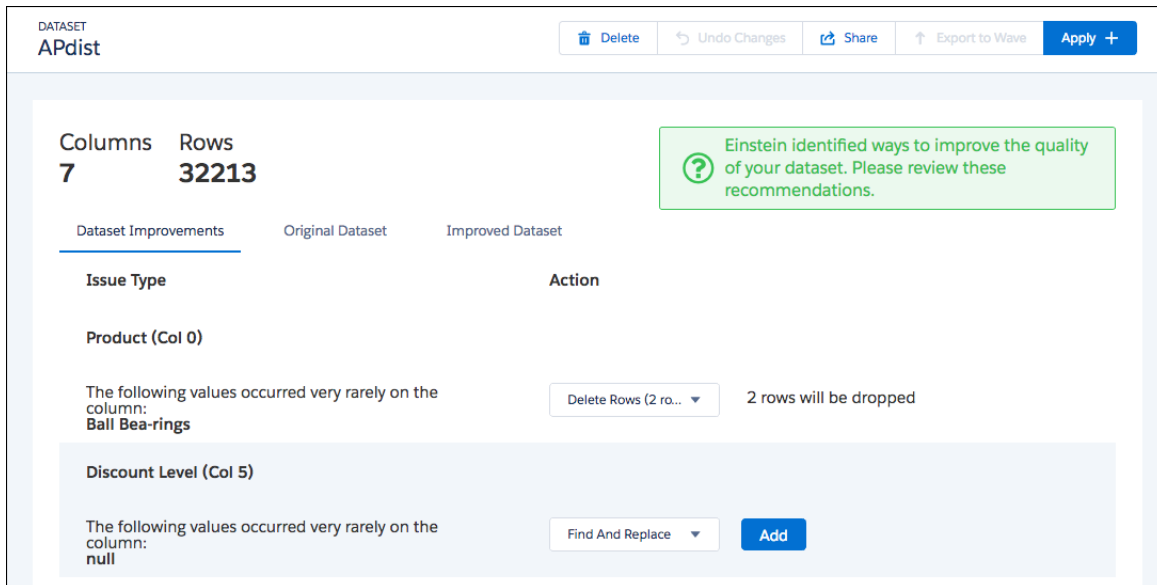 DATASET
APdist
Delete
Undo Changes
Share
Export to Wave
Apply +
Columns Rows
7 32213
Einstein identified ways to improve the quality
of your dataset. Please review these
recommendations.
Dataset Improvements Original Dataset Improved Dataset
Issue Type Action
Product (Col 0)
The following values occurred very rarely on the
column:
Ball Bea-rings
Delete Rows (2 ro...
2 rows will be dropped
Discount Level (Col 5)
The following values occurred very rarely on the
column:
null
Find And Replace
Add